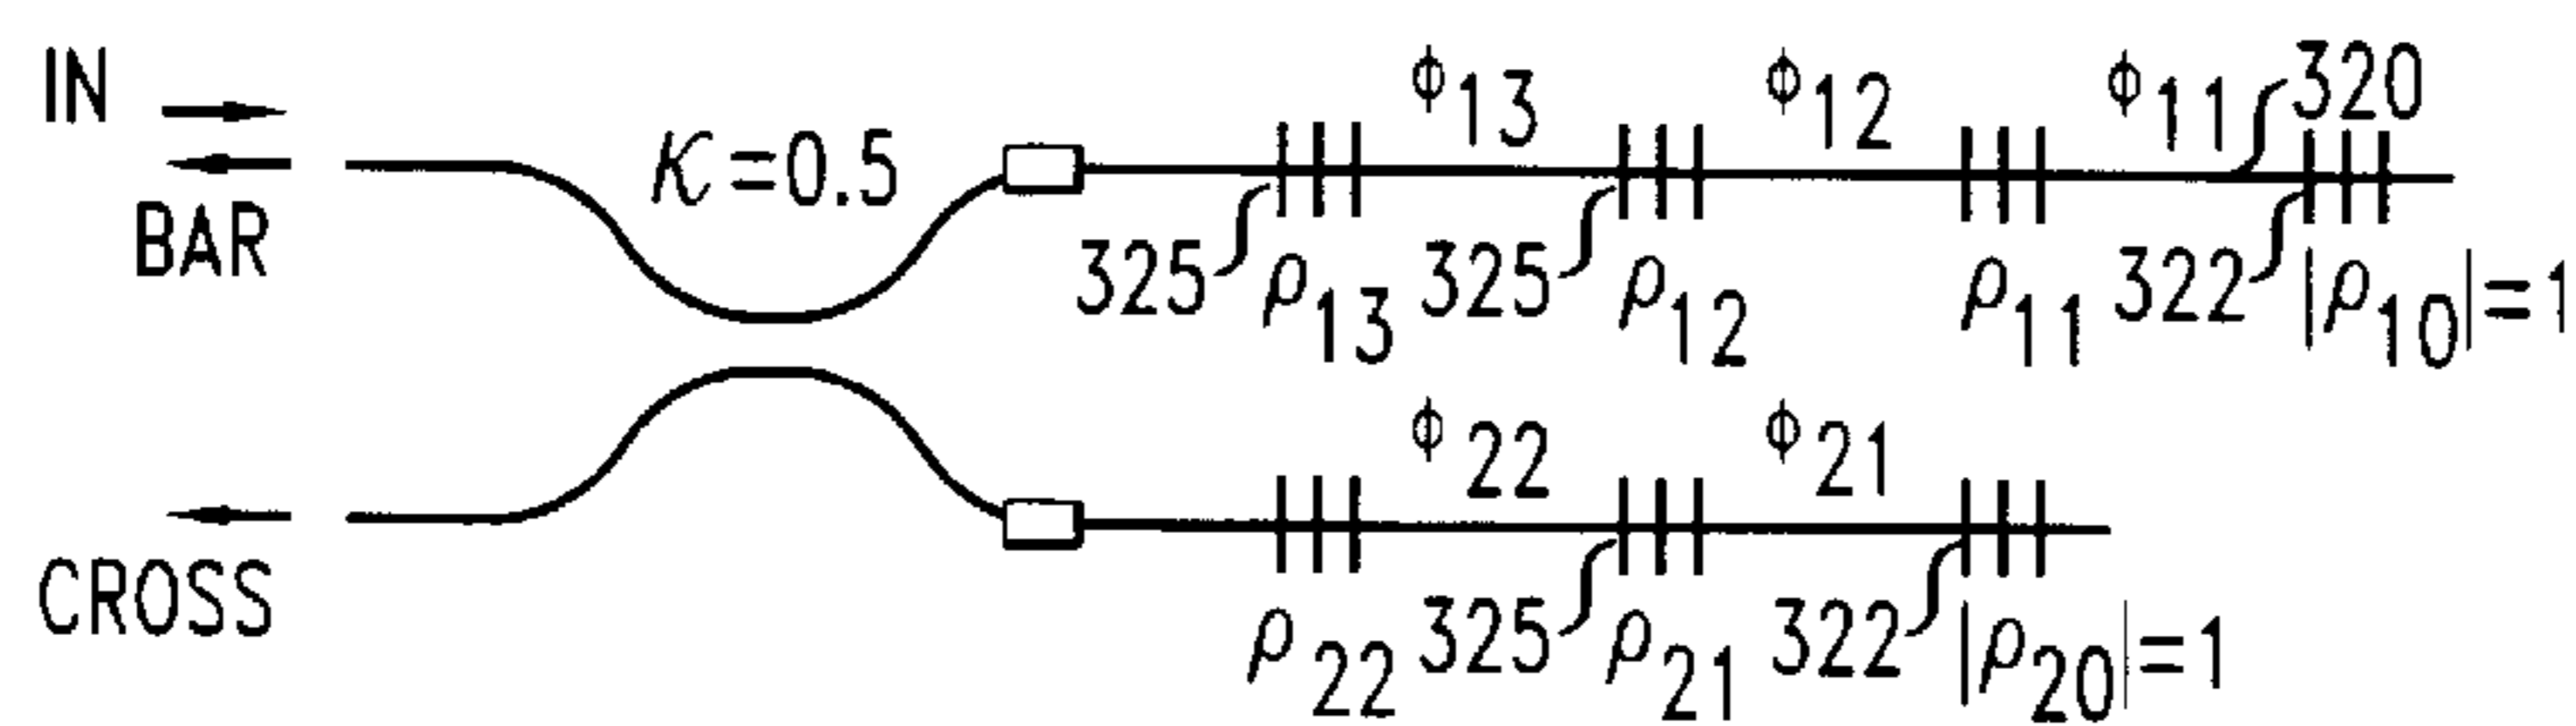 IN ϕ13 ϕ12 ϕ11 320
BAR κ=0.5
325 ρ13 325 ρ12 ρ11 322 |ρ10|=1
ϕ22 ϕ21
CROSS
ρ22 325 ρ21 322 |ρ20|=1